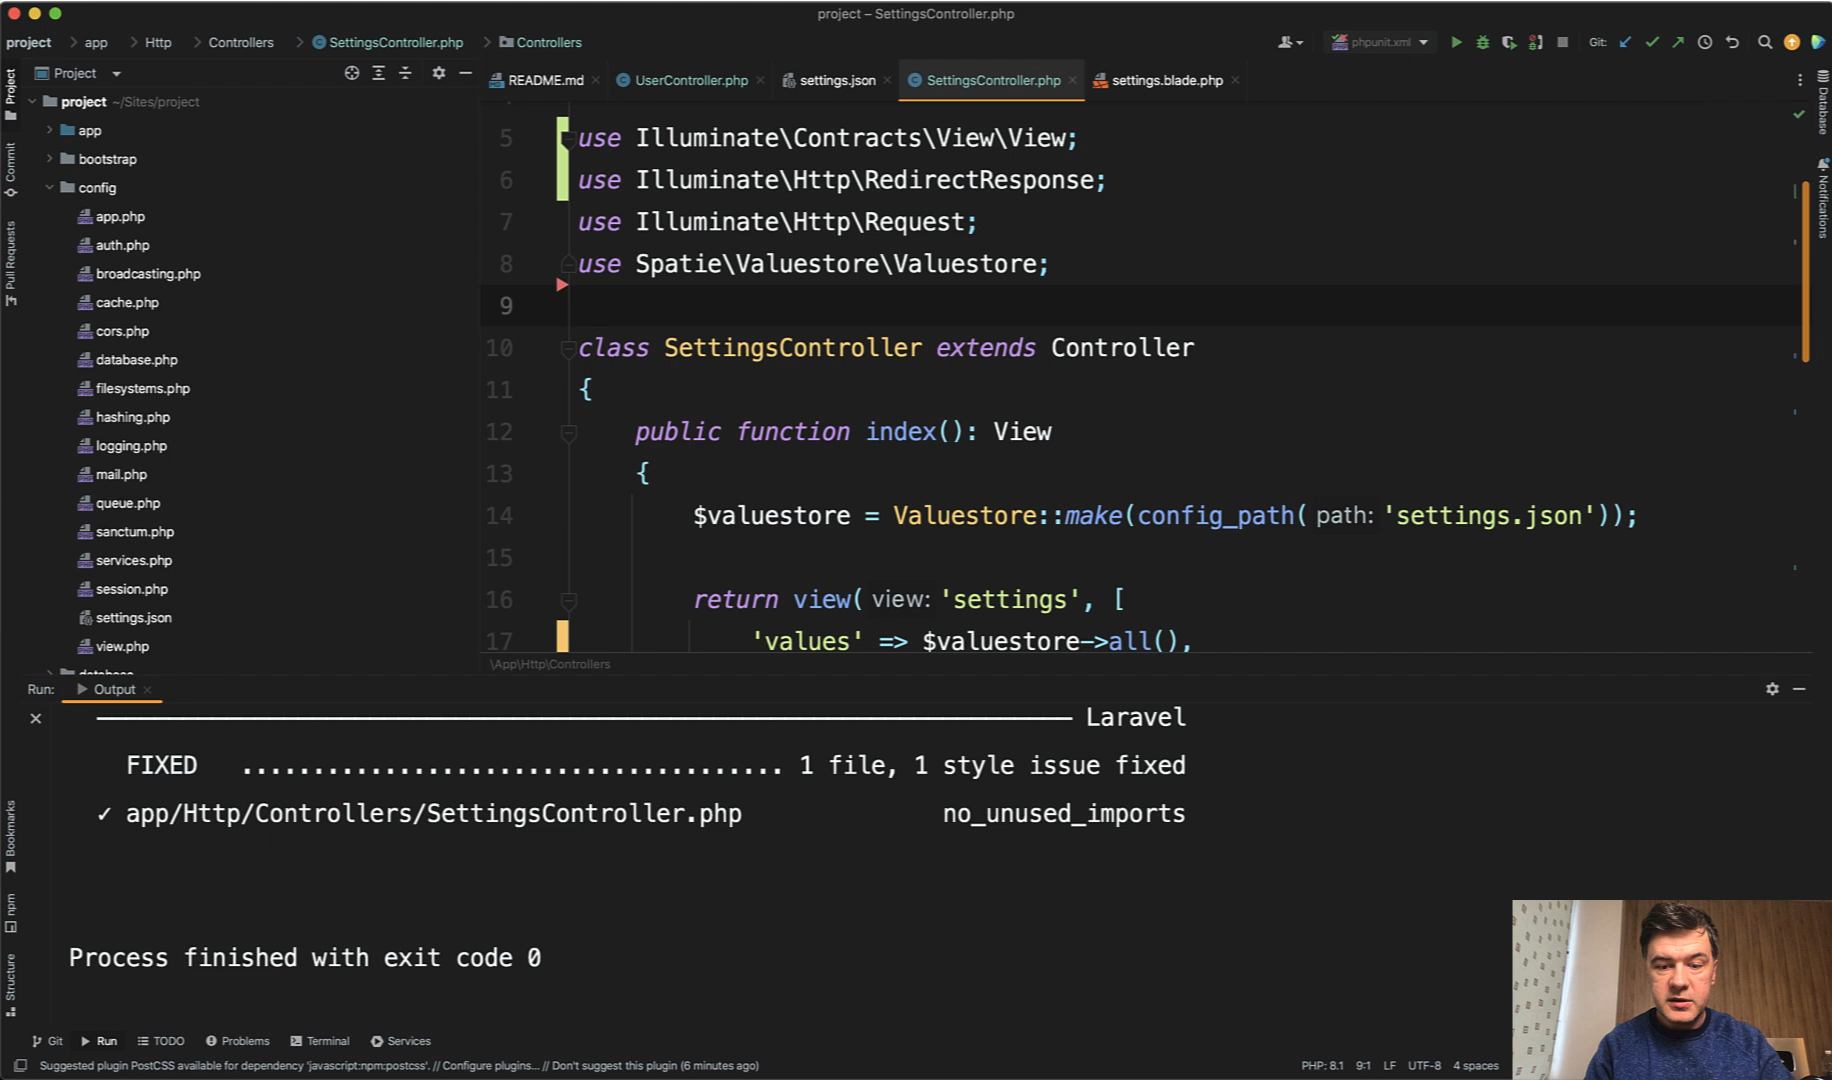 project – SettingsController.php
project app Http Controllers SettingsController.php Controllers
phpunit.xml Git:
Project
README.md UserController.php settings.json SettingsController.php settings.blade.php
project ~/Sites/project
app
bootstrap
config
app.php
auth.php
broadcasting.php
cache.php
cors.php
database.php
filesystems.php
hashing.php
logging.php
mail.php
queue.php
sanctum.php
services.php
session.php
settings.json
view.php
database
Project
Commit
Pull Requests
5 use Illuminate\Contracts\View\View;
6 use Illuminate\Http\RedirectResponse;
7 use Illuminate\Http\Request;
8 use Spatie\Valuestore\Valuestore;
9
10 class SettingsController extends Controller
11 {
12 public function index(): View
13 {
14 $valuestore = Valuestore::make(config_path( path: 'settings.json'));
15
16 return view( view: 'settings', [
17 'values' => $valuestore->all(),
\App\Http\Controllers
Database
Notifications
Run: Output
Laravel
FIXED ...................................... 1 file, 1 style issue fixed
✓ app/Http/Controllers/SettingsController.php no_unused_imports
Process finished with exit code 0
Bookmarks
npm
Structure
Git Run TODO Problems Terminal Services
Suggested plugin PostCSS available for dependency 'javascript:npm:postcss'. // Configure plugins... // Don't suggest this plugin (6 minutes ago)
PHP: 8.1 9:1 LF UTF-8 4 spaces